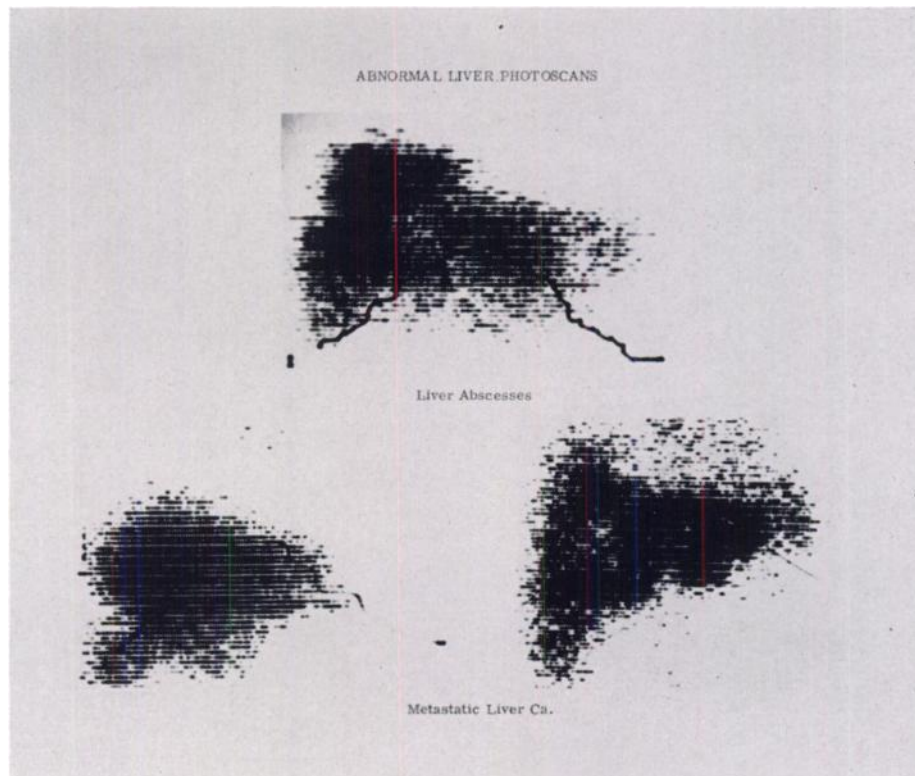 ABNORMAL LIVER PHOTOSCANS
Liver Abscesses
Metastatic Liver Ca.